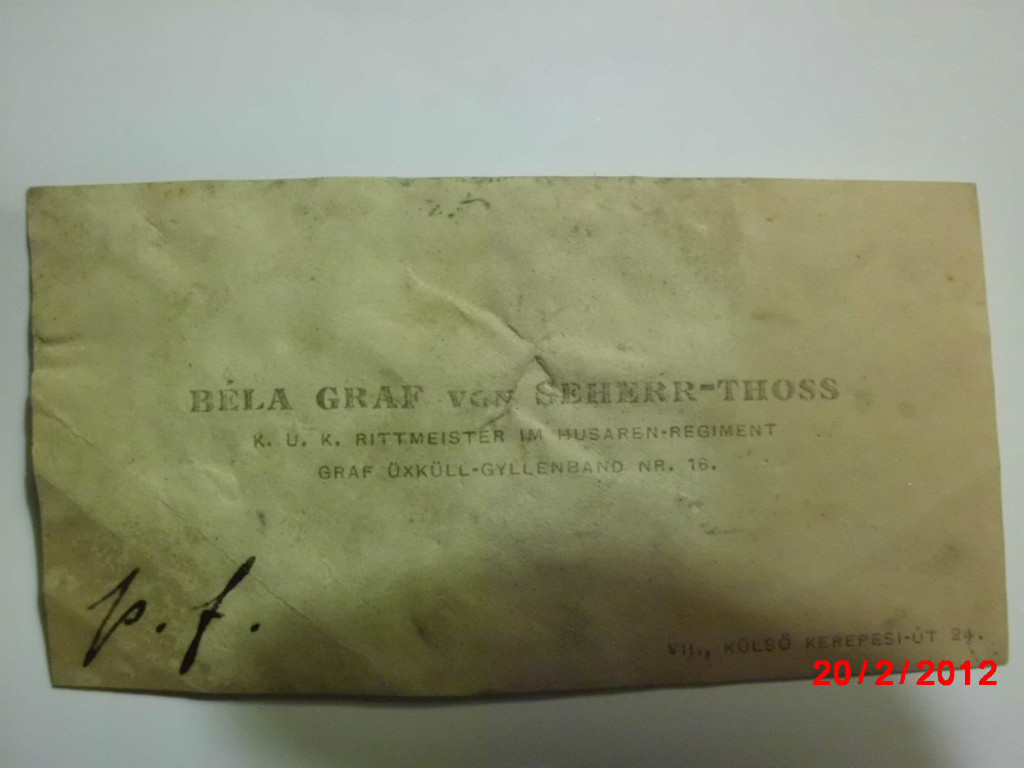 BÉLA GRAF VON SEHERR-THOSS
K. U. K. RITTMEISTER IM HUSAREN-REGIMENT
GRAF ÜXKÜLL-GYLLENBAND NR. 16.
p. f.
VII., KÜLSŐ KEREPESI-ÚT 24.
20/2/2012